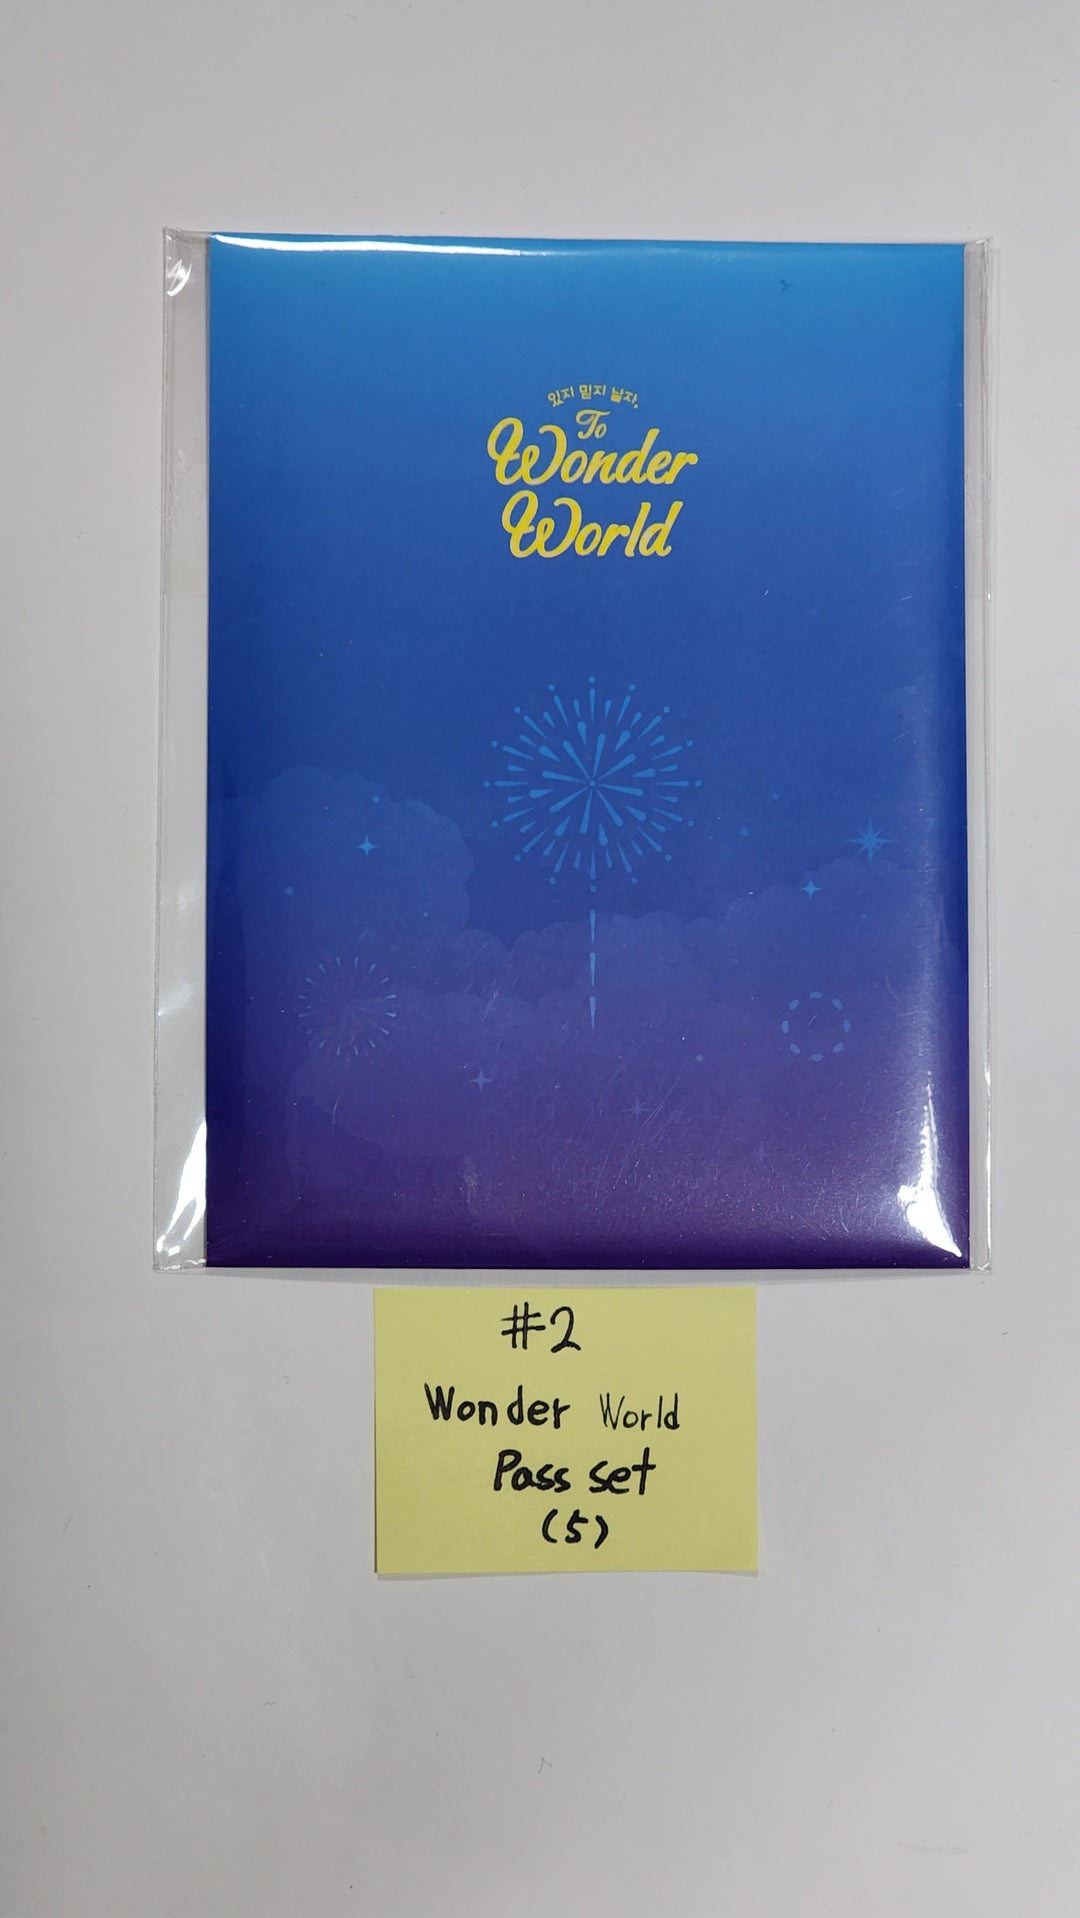 있지 믿지 날자,
To
Wonder
World
#2
Wonder World
Pass set
(5)